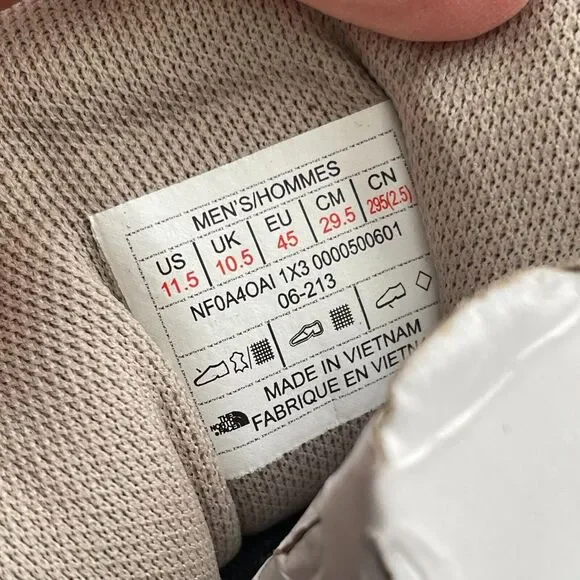 MEN'S/HOMMES
US UK EU CM CN
11.5 10.5 45 29.5 295(2.5)
NF0A4OAI 1X3 0000500601
06-213
MADE IN VIETNAM
THE NORTH FACE FABRIQUE EN